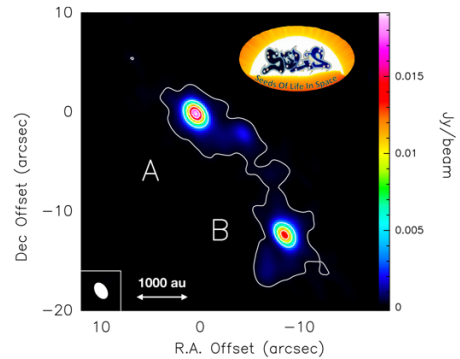 10
0
−10
−20
Dec Offset (arcsec)
A
B
SOLIS
Seeds Of Life In Space
1000 au
10
0
−10
R.A. Offset (arcsec)
0.015
0.01
0.005
0
Jy/beam